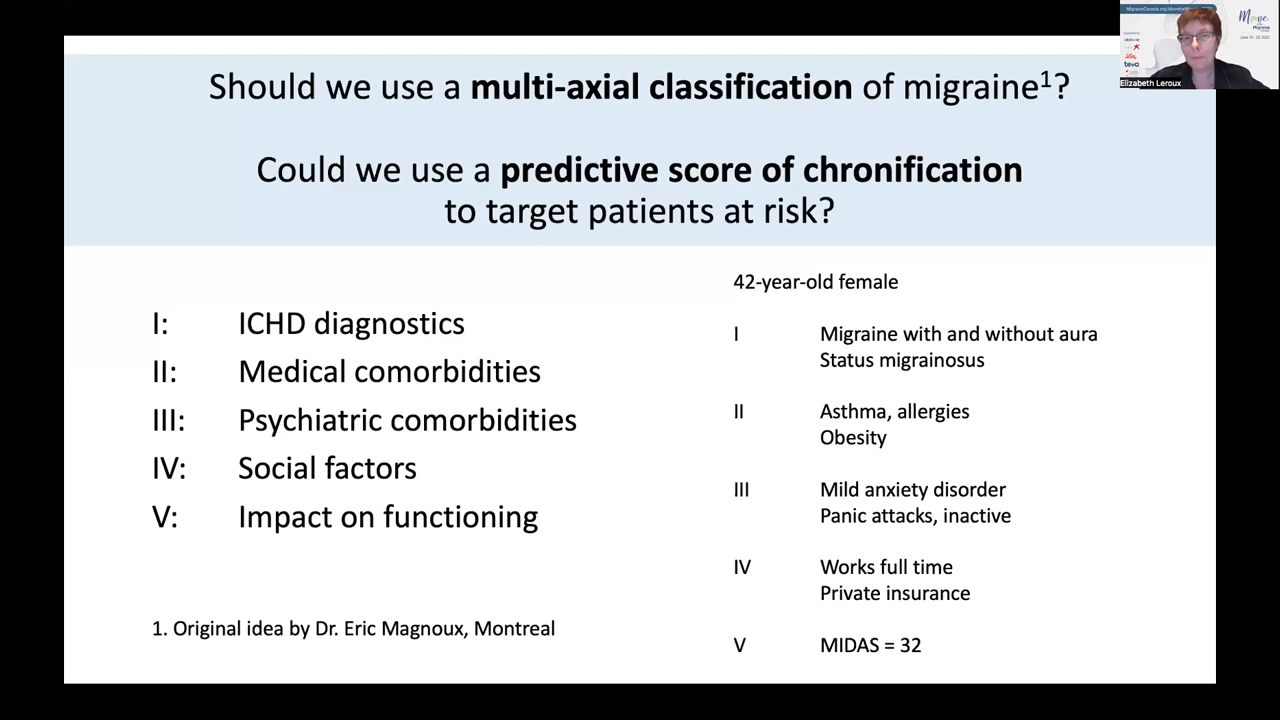 Should we use a multi-axial classification of migraine¹?
Could we use a predictive score of chronification
to target patients at risk?
I: ICHD diagnostics
II: Medical comorbidities
III: Psychiatric comorbidities
IV: Social factors
V: Impact on functioning
1. Original idea by Dr. Eric Magnoux, Montreal
42-year-old female
I Migraine with and without aura
Status migrainosus
II Asthma, allergies
Obesity
III Mild anxiety disorder
Panic attacks, inactive
IV Works full time
Private insurance
V MIDAS = 32
Move
teva
Elizabeth Leroux